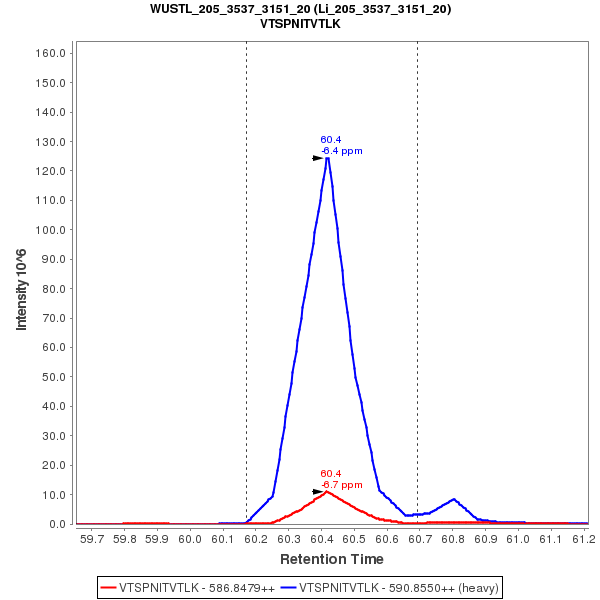 WUSTL_205_3537_3151_20 (Li_205_3537_3151_20)
VTSPNITVTLK
Intensity 10^6
160.0
150.0
140.0
130.0
120.0
110.0
100.0
90.0
80.0
70.0
60.0
50.0
40.0
30.0
20.0
10.0
0.0
60.4
-6.4 ppm
60.4
-6.7 ppm
59.7 59.8 59.9 60.0 60.1 60.2 60.3 60.4 60.5 60.6 60.7 60.8 60.9 61.0 61.1 61.2
Retention Time
VTSPNITVTLK - 586.8479++ VTSPNITVTLK - 590.8550++ (heavy)